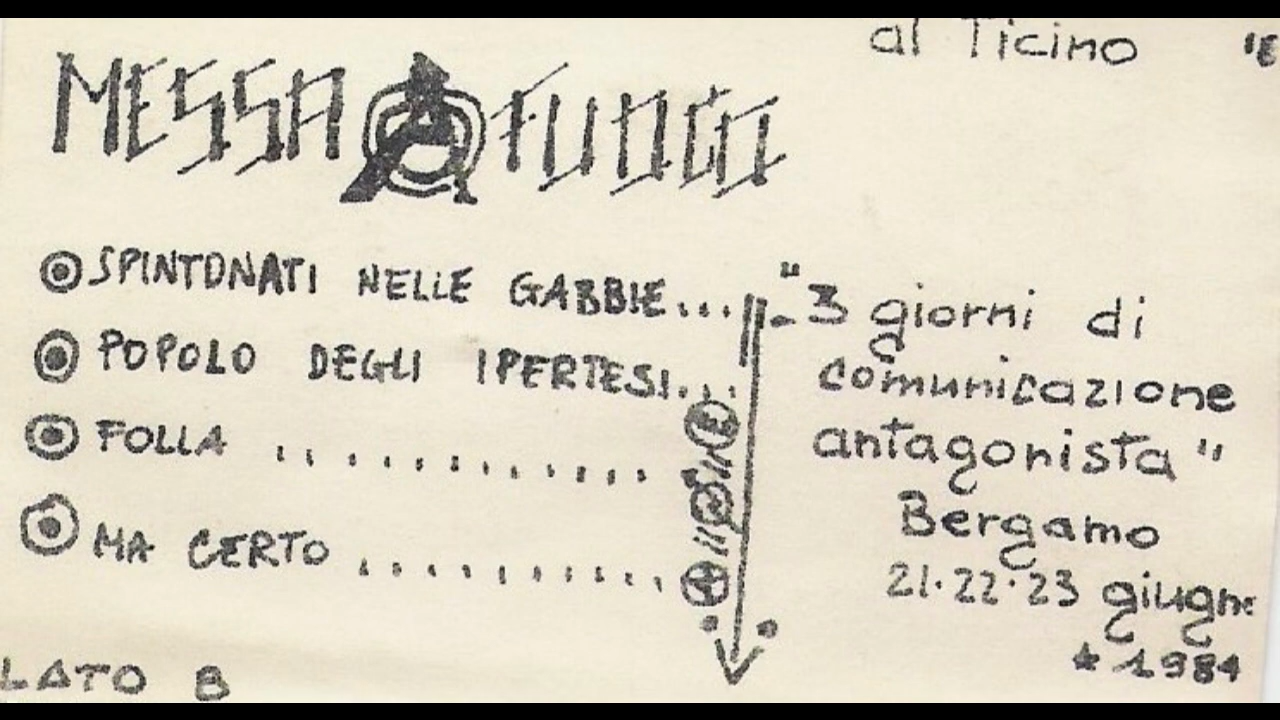 al Ticino "E
MESSA A FUOCO
SPINTONATI NELLE GABBIE...
POPOLO DEGLI IPERTESI...
FOLLA ...........
MA CERTO ..........
"3 giorni di
comunicazione
antagonista"
Bergamo
21·22·23 giugno
* 1984
LATO B